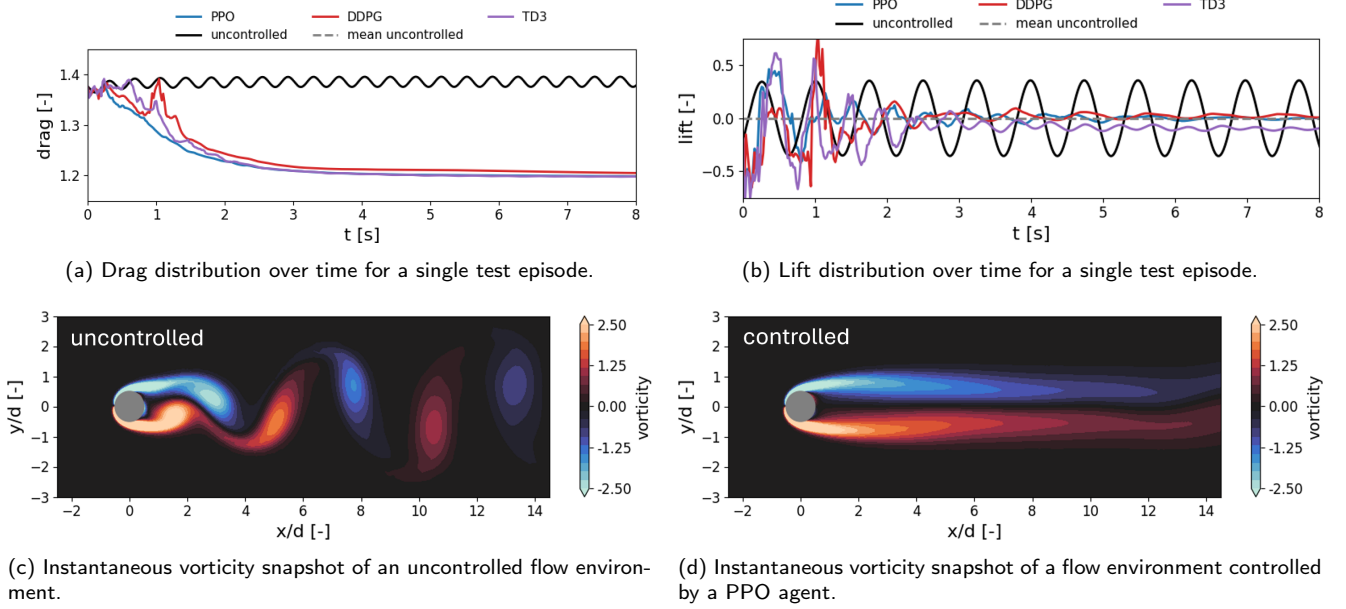 PPO DDPG TD3
uncontrolled mean uncontrolled
1.4
1.3
1.2
drag [-]
0 1 2 3 4 5 6 7 8
t [s]
(a) Drag distribution over time for a single test episode.
PPO DDPG TD3
uncontrolled mean uncontrolled
0.5
0.0
−0.5
lift [-]
0 1 2 3 4 5 6 7 8
t [s]
(b) Lift distribution over time for a single test episode.
uncontrolled
3
2
1
0
−1
−2
−3
y/d [-]
−2 0 2 4 6 8 10 12 14
x/d [-]
2.50
1.25
0.00
−1.25
−2.50
vorticity
(c) Instantaneous vorticity snapshot of an uncontrolled flow environ-
ment.
controlled
3
2
1
0
−1
−2
−3
y/d [-]
−2 0 2 4 6 8 10 12 14
x/d [-]
2.50
1.25
0.00
−1.25
−2.50
vorticity
(d) Instantaneous vorticity snapshot of a flow environment controlled
by a PPO agent.